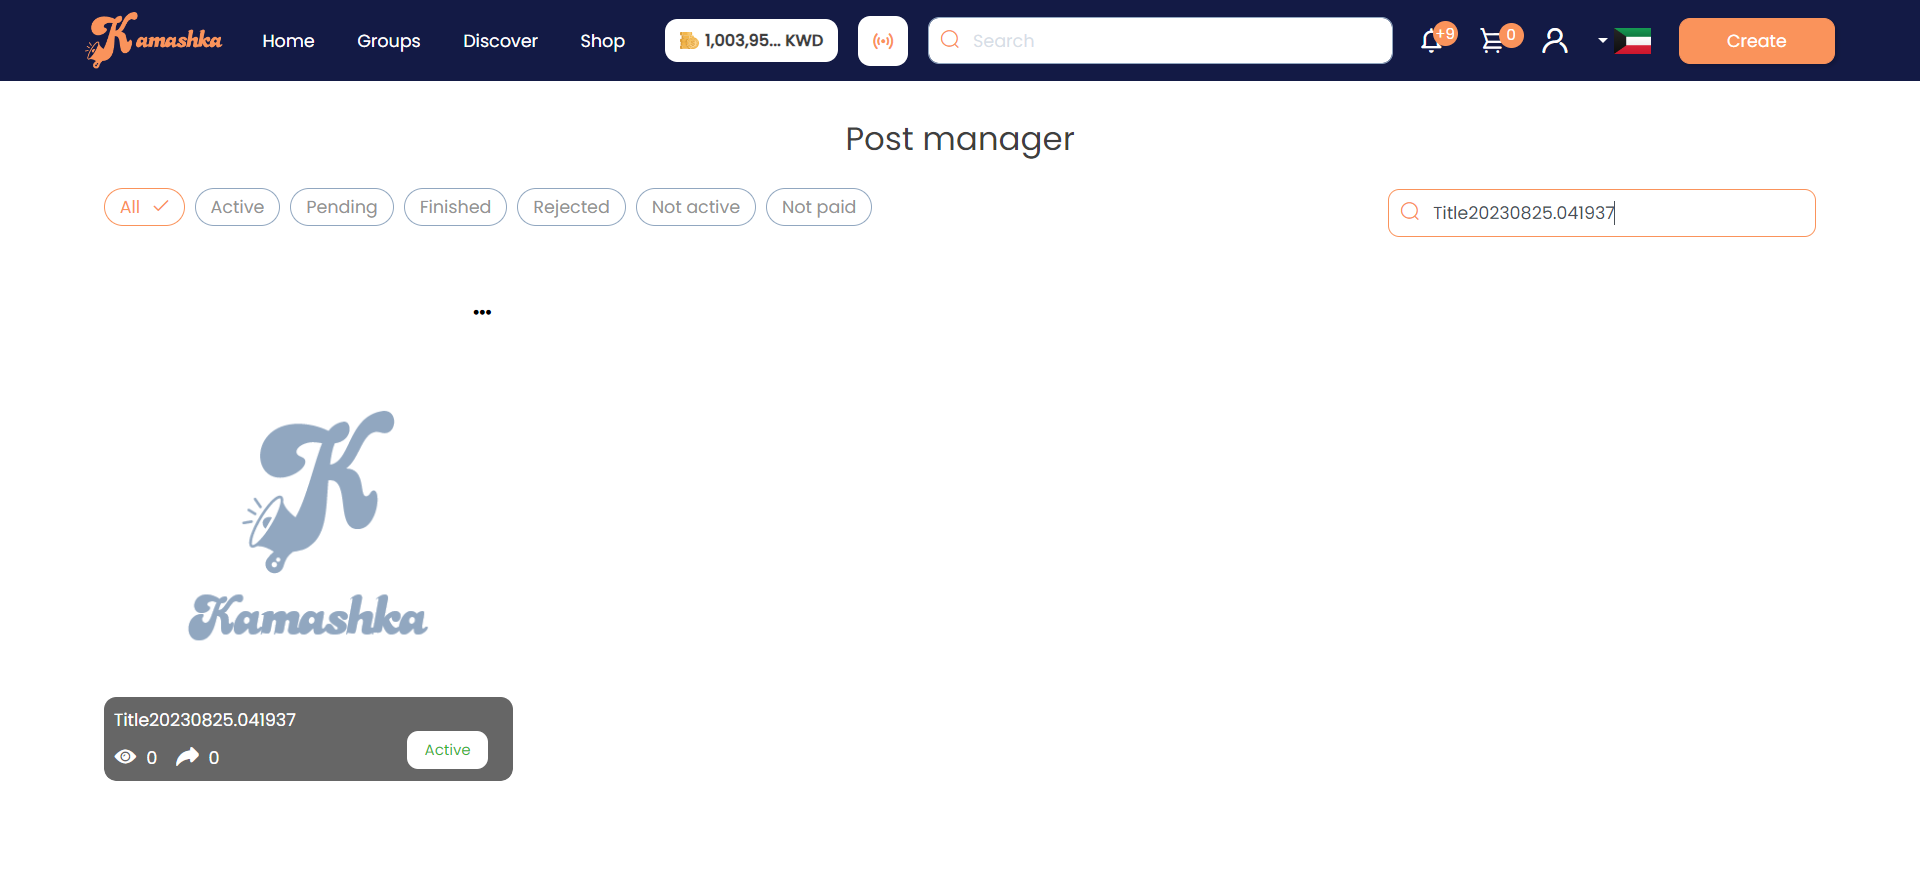 Kamashka
Home
Groups
Discover
Shop
1,003,95... KWD
Search
+9
0
Create
Post manager
All
Active
Pending
Finished
Rejected
Not active
Not paid
Title20230825.041937
K
Kamashka
Title20230825.041937
0
0
Active